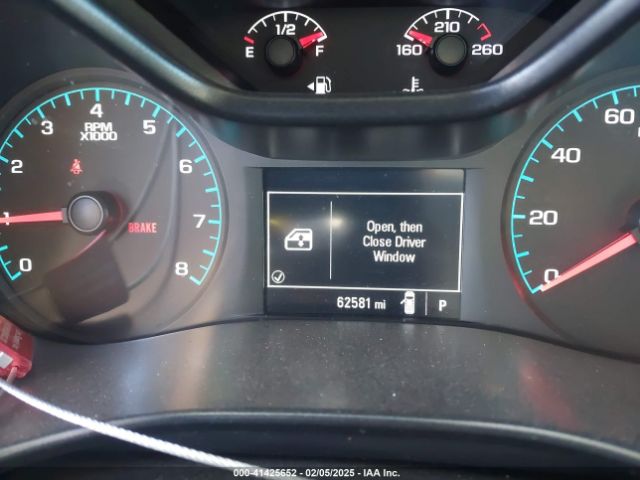 E 1/2 F
160 210 260
0 1 2 3 4 5 6 7 8
RPM
X1000
BRAKE
Open, then
Close Driver
Window
62581 mi P
0 20 40 60
000-41425652 - 02/05/2025 - IAA Inc.